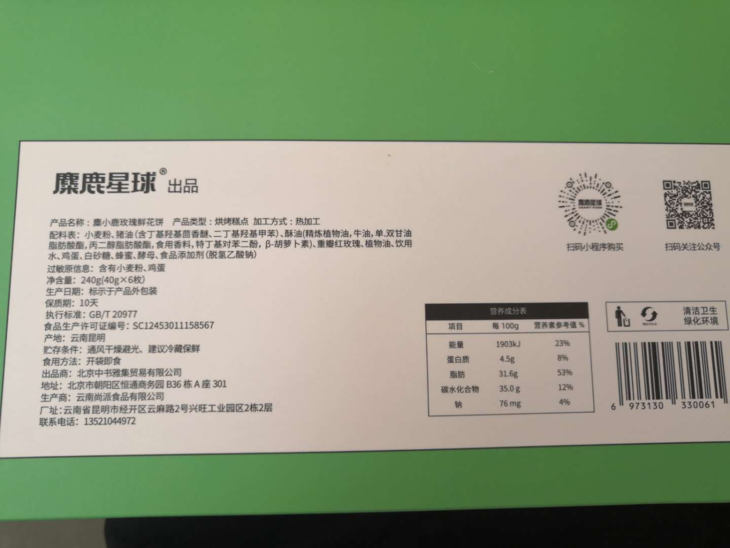 麋鹿星球® 出品
产品名称：麋小鹿玫瑰鲜花饼 产品类型：烘烤糕点 加工方式：热加工
配料表：小麦粉、猪油(含丁基羟基茴香醚、二丁基羟基甲苯)、酥油(精炼植物油,牛油,单,双甘油
脂肪酸酯,丙二醇脂肪酸酯,食用香料,特丁基对苯二酚,β-胡萝卜素)、重瓣红玫瑰、植物油、饮用
水、鸡蛋、白砂糖、蜂蜜、酵母、食品添加剂(脱氢乙酸钠)
过敏原信息：含有小麦粉、鸡蛋
净含量：240g(40g×6枚)
生产日期：标示于产品外包装
保质期：10天
执行标准：GB/T 20977
食品生产许可证编号：SC12453011158567
产地：云南昆明
贮存条件：通风干燥避光、建议冷藏保鲜
食用方法：开袋即食
出品商：北京中书雅集贸易有限公司
地址：北京市朝阳区恒通商务园 B36 栋 A 座 301
生产商：云南尚派食品有限公司
厂址：云南省昆明市经开区云麻路2号兴旺工业园区2栋2层
联系电话：13521044972
扫码小程序购买
扫码关注公众号
营养成分表
项目 每 100g 营养素参考值 %
能量 1903kJ 23%
蛋白质 4.5g 8%
脂肪 31.6g 53%
碳水化合物 35.0 g 12%
钠 76 mg 4%
清洁卫生
绿化环境
6 973130 330061